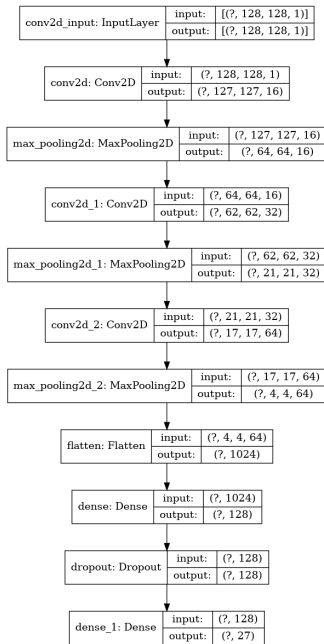 conv2d_input: InputLayer input: [(?, 128, 128, 1)]
output: [(?, 128, 128, 1)]
conv2d: Conv2D input: (?, 128, 128, 1)
output: (?, 127, 127, 16)
max_pooling2d: MaxPooling2D input: (?, 127, 127, 16)
output: (?, 64, 64, 16)
conv2d_1: Conv2D input: (?, 64, 64, 16)
output: (?, 62, 62, 32)
max_pooling2d_1: MaxPooling2D input: (?, 62, 62, 32)
output: (?, 21, 21, 32)
conv2d_2: Conv2D input: (?, 21, 21, 32)
output: (?, 17, 17, 64)
max_pooling2d_2: MaxPooling2D input: (?, 17, 17, 64)
output: (?, 4, 4, 64)
flatten: Flatten input: (?, 4, 4, 64)
output: (?, 1024)
dense: Dense input: (?, 1024)
output: (?, 128)
dropout: Dropout input: (?, 128)
output: (?, 128)
dense_1: Dense input: (?, 128)
output: (?, 27)